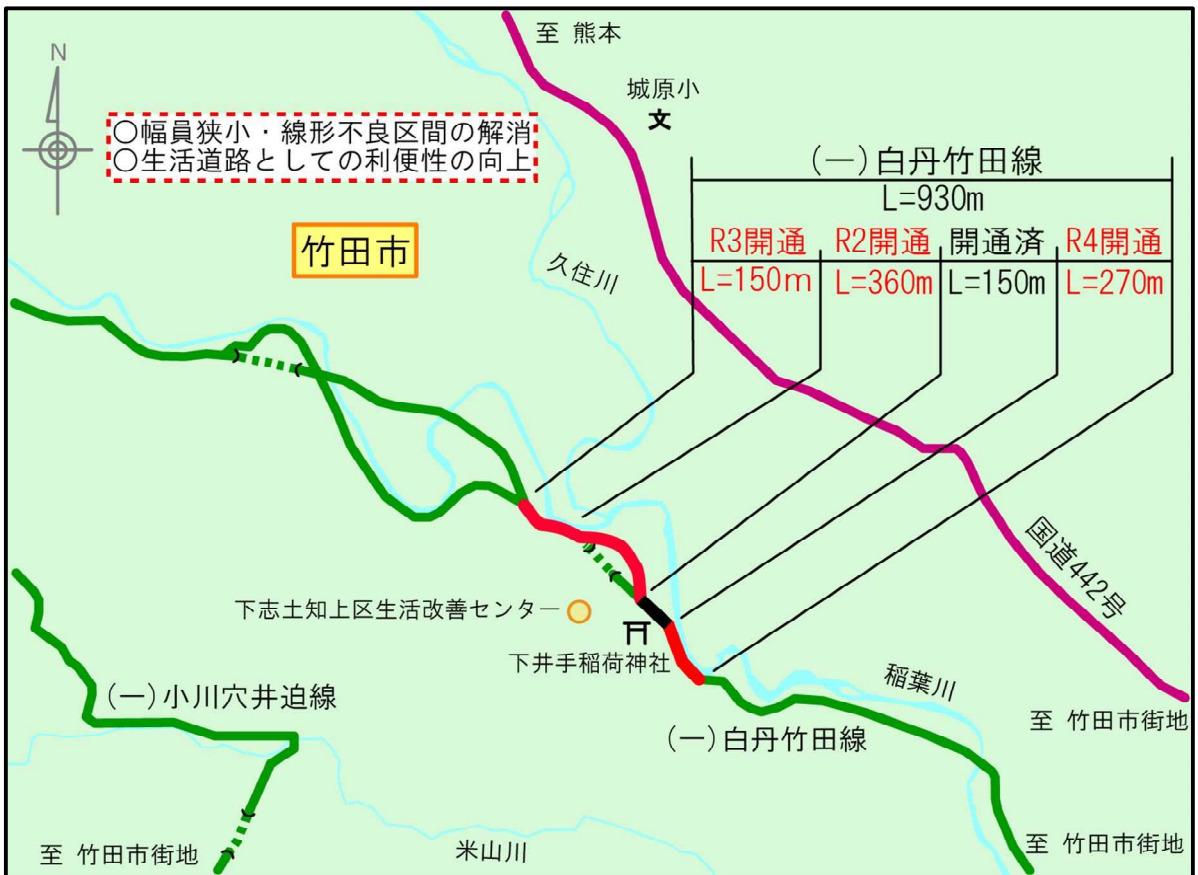 至 熊本
N
城原小
文
○幅員狭小・線形不良区間の解消
○生活道路としての利便性の向上
(一)白丹竹田線
L=930m
竹田市
R3開通 R2開通 開通済 R4開通
L=150m L=360m L=150m L=270m
久住川
国道442号
下志土知上区生活改善センター
下井手稲荷神社
稲葉川
(一)小川穴井迫線
(一)白丹竹田線
至 竹田市街地
至 竹田市街地
米山川
至 竹田市街地